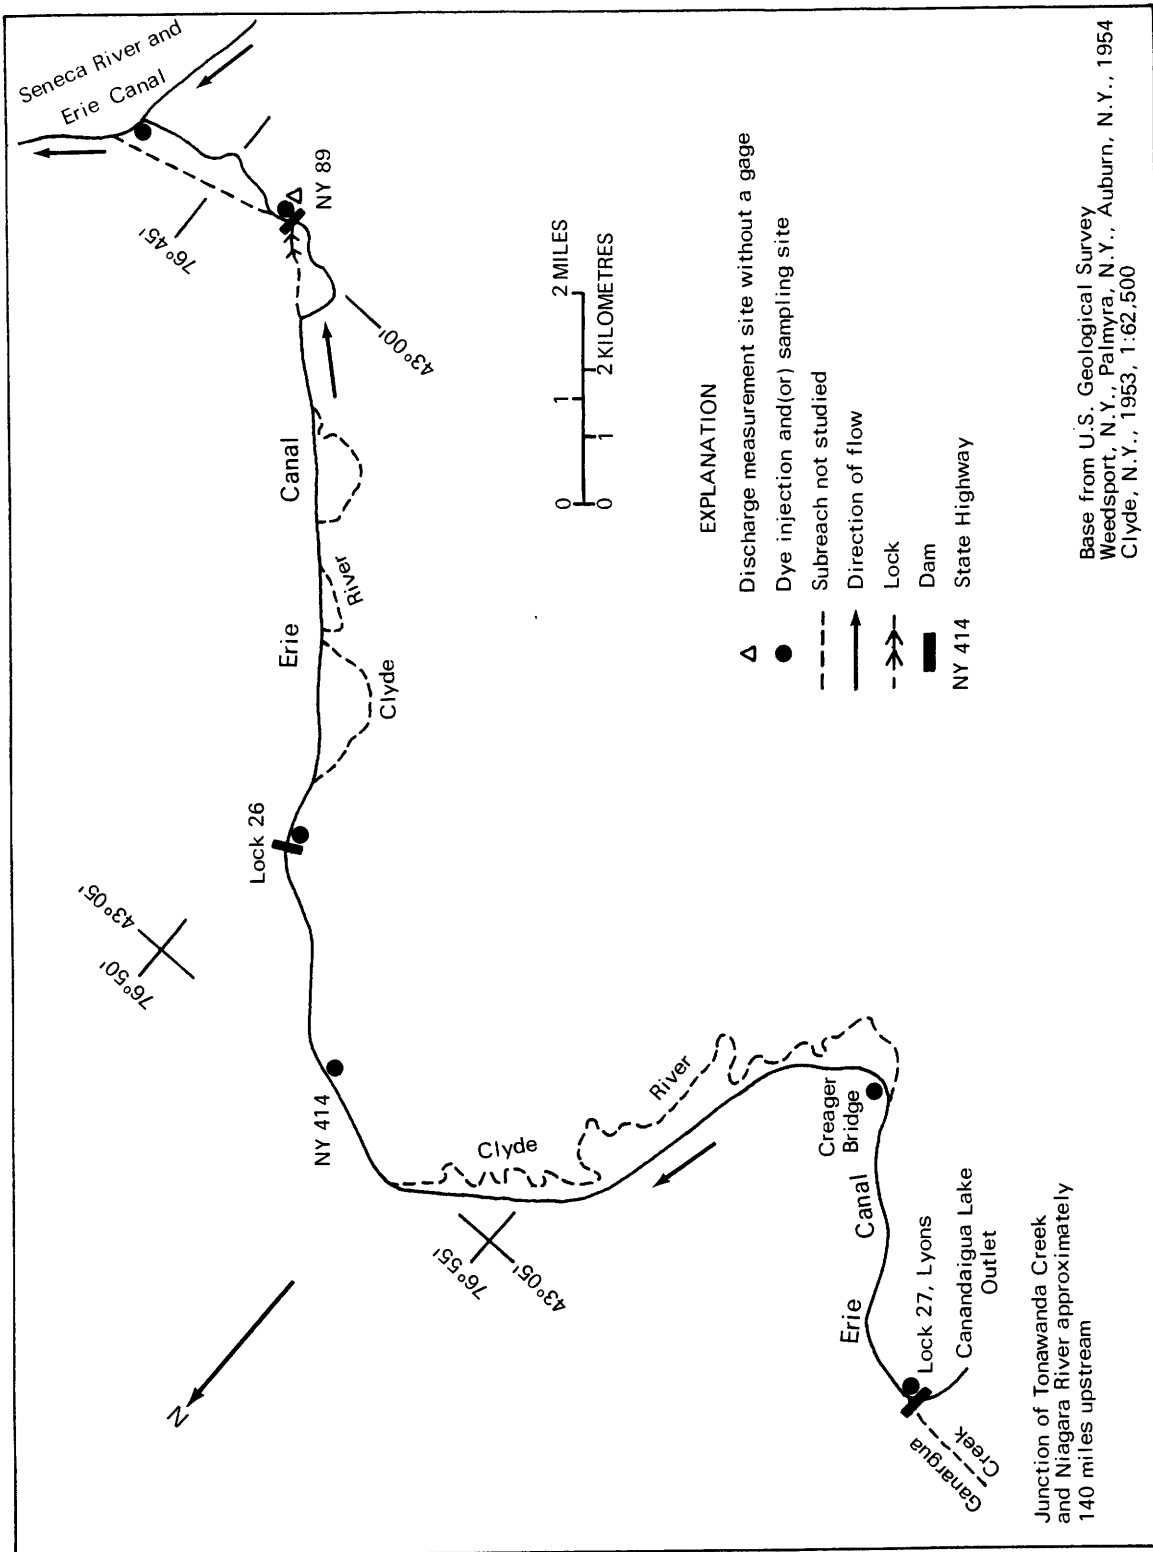 Seneca River and
Erie Canal
NY 89
76°45'
43°00'
Erie Canal
Clyde River
Lock 26
43°05'
76°50'
NY 414
Clyde River
76°55'
43°05'
Creager
Bridge
Erie Canal
Lock 27, Lyons
Canandaigua Lake
Outlet
Ganargua
Creek
N
Junction of Tonawanda Creek
and Niagara River approximately
140 miles upstream
0 1 2 MILES
0 1 2 KILOMETRES
EXPLANATION
Discharge measurement site without a gage
Dye injection and(or) sampling site
Subreach not studied
Direction of flow
Lock
Dam
NY 414 State Highway
Base from U.S. Geological Survey
Weedsport, N.Y., Palmyra, N.Y., Auburn, N.Y., 1954
Clyde, N.Y., 1953, 1:62,500